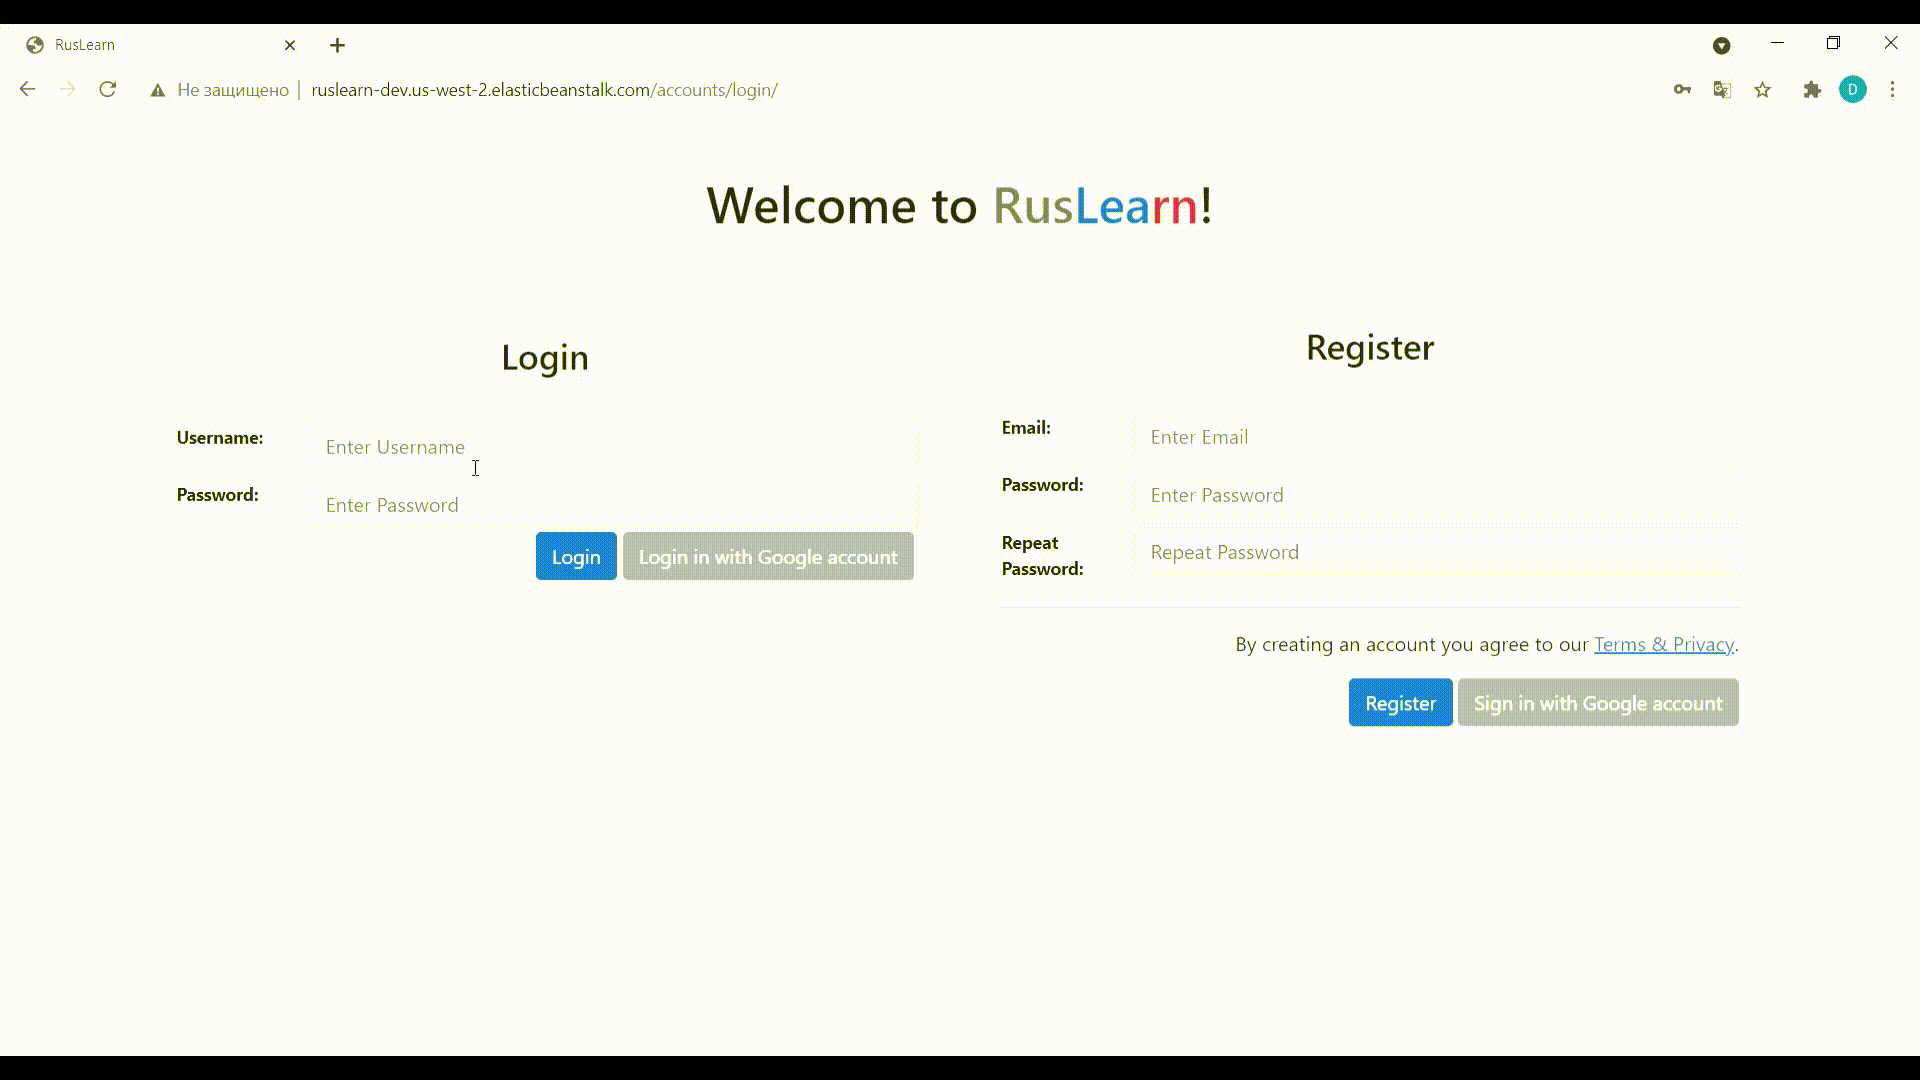 RusLearn
Не защищено | ruslearn-dev.us-west-2.elasticbeanstalk.com/accounts/login/
D
Welcome to RusLearn!
Login
Username:
Enter Username
Password:
Enter Password
Login
Login in with Google account
Register
Email:
Enter Email
Password:
Enter Password
Repeat
Password:
Repeat Password
By creating an account you agree to our Terms & Privacy.
Register
Sign in with Google account